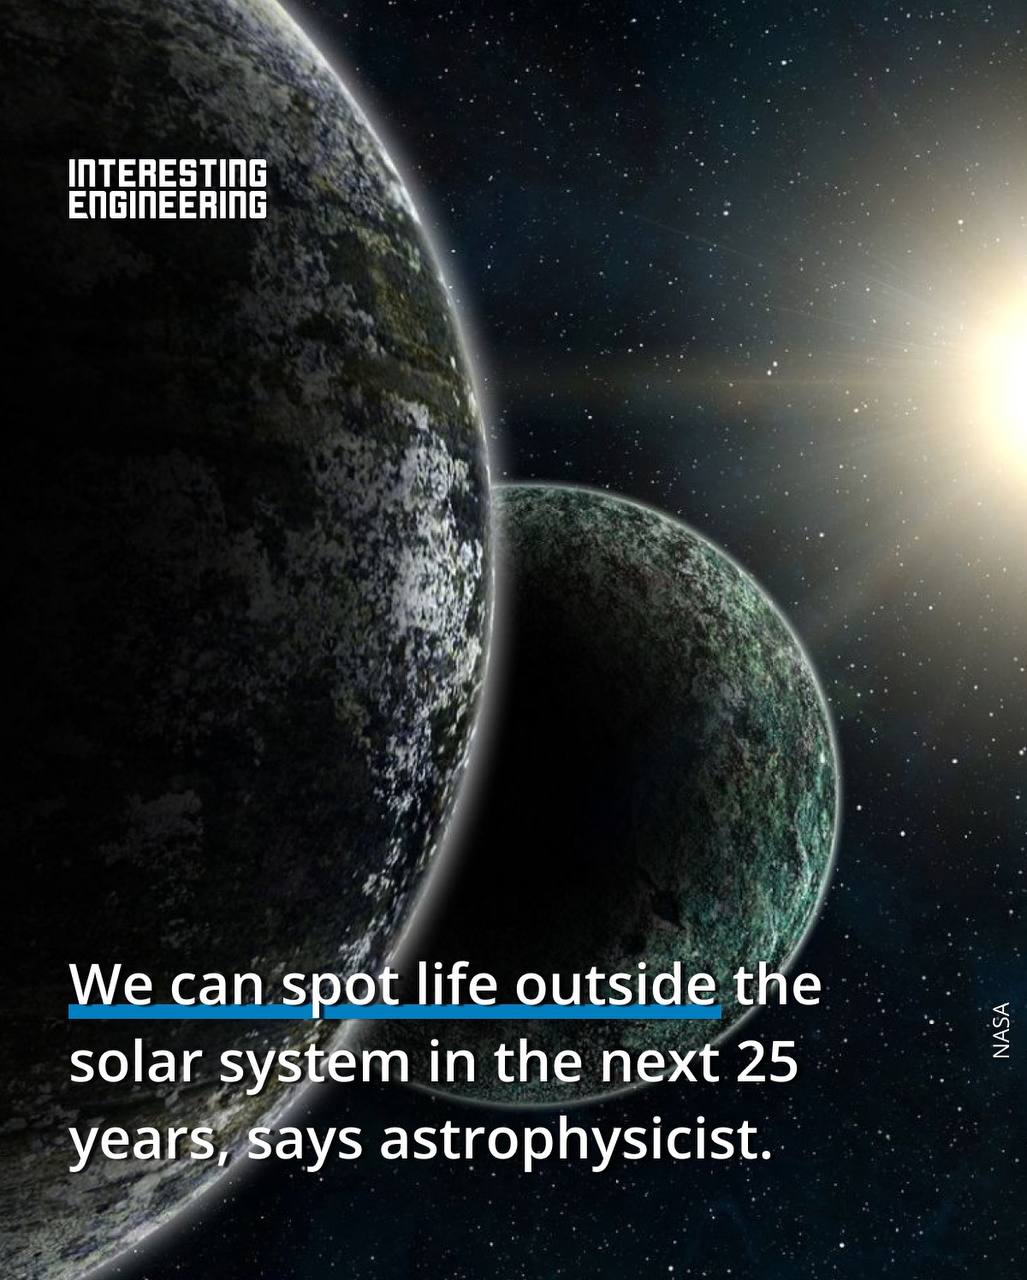 INTERESTING
ENGINEERING
We can spot life outside the
solar system in the next 25
years, says astrophysicist.
NASA